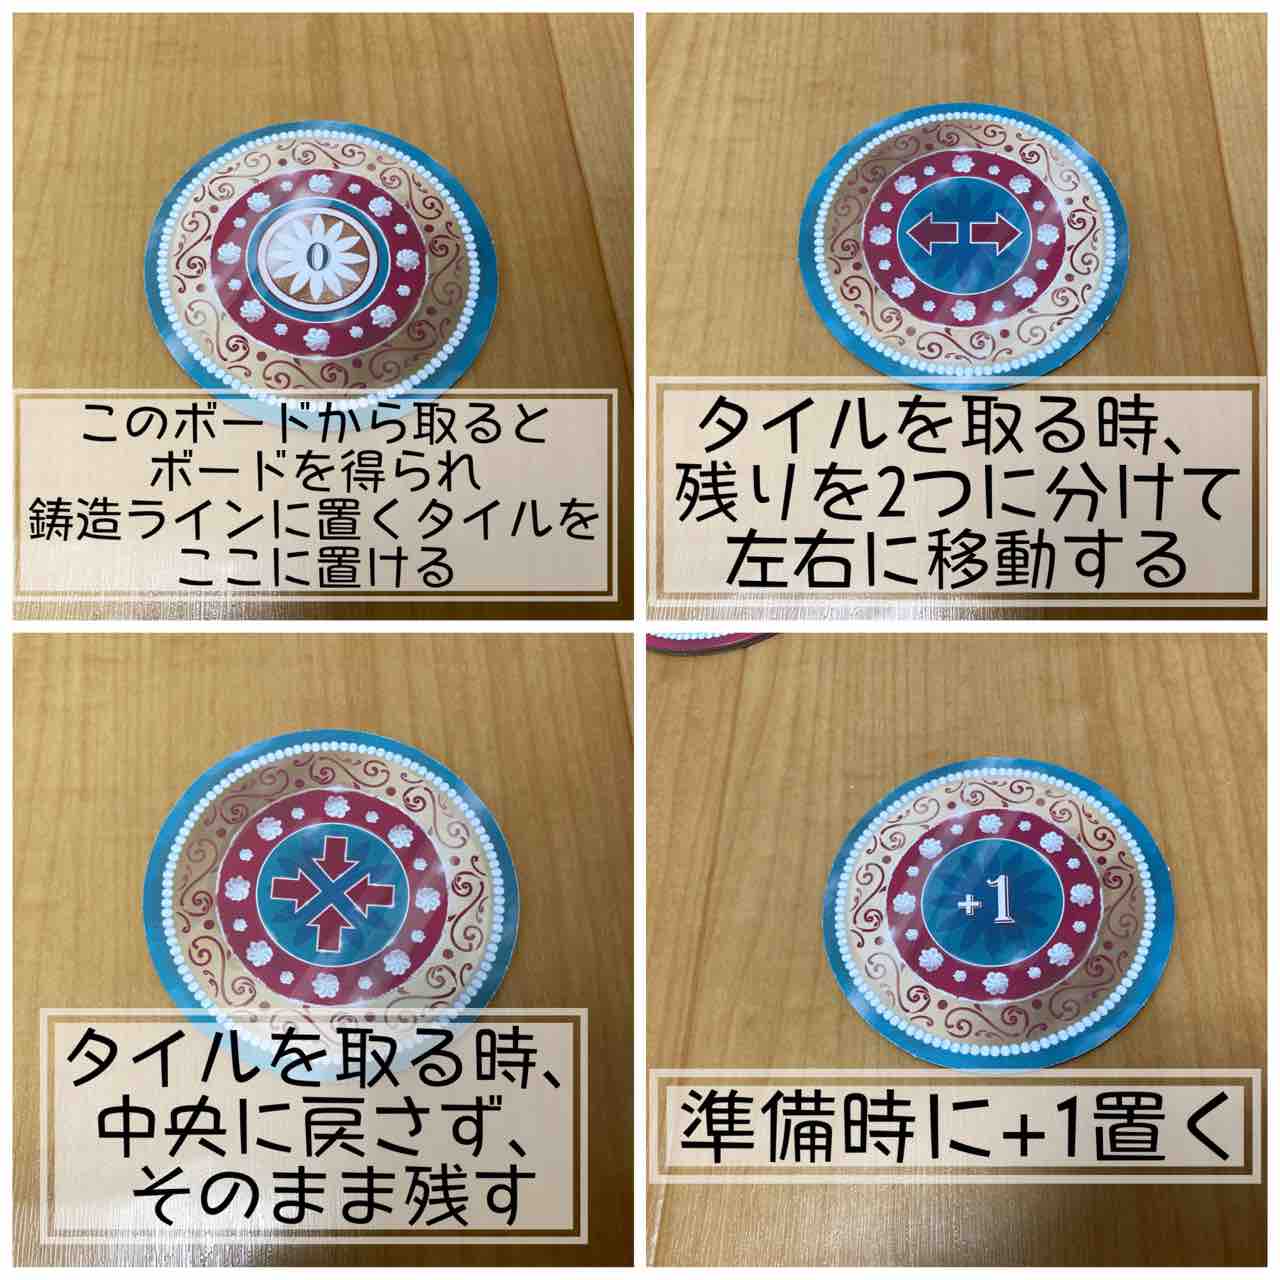 0
このボードから取ると
ボードを得られ
鋳造ラインに置くタイルを
ここに置ける
タイルを取る時、
残りを2つに分けて
左右に移動する
タイルを取る時、
中央に戻さず、
そのまま残す
+1
準備時に+1置く